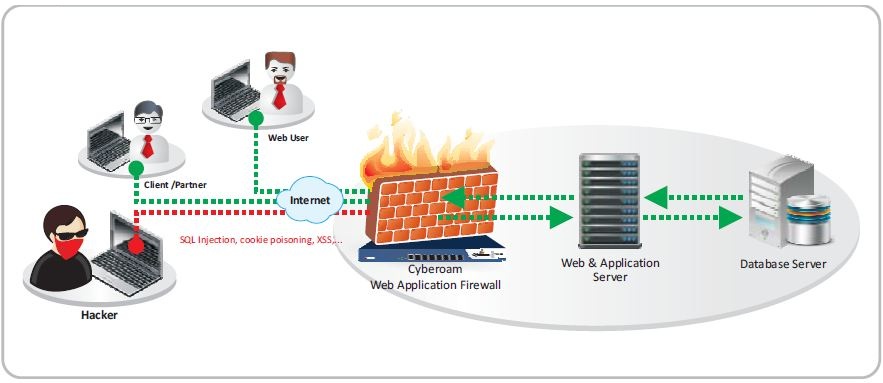 Web User
Client /Partner
Internet
SQL Injection, cookie poisoning, XSS,...
Hacker
Cyberoam
Web Application Firewall
Web & Application
Server
Database Server